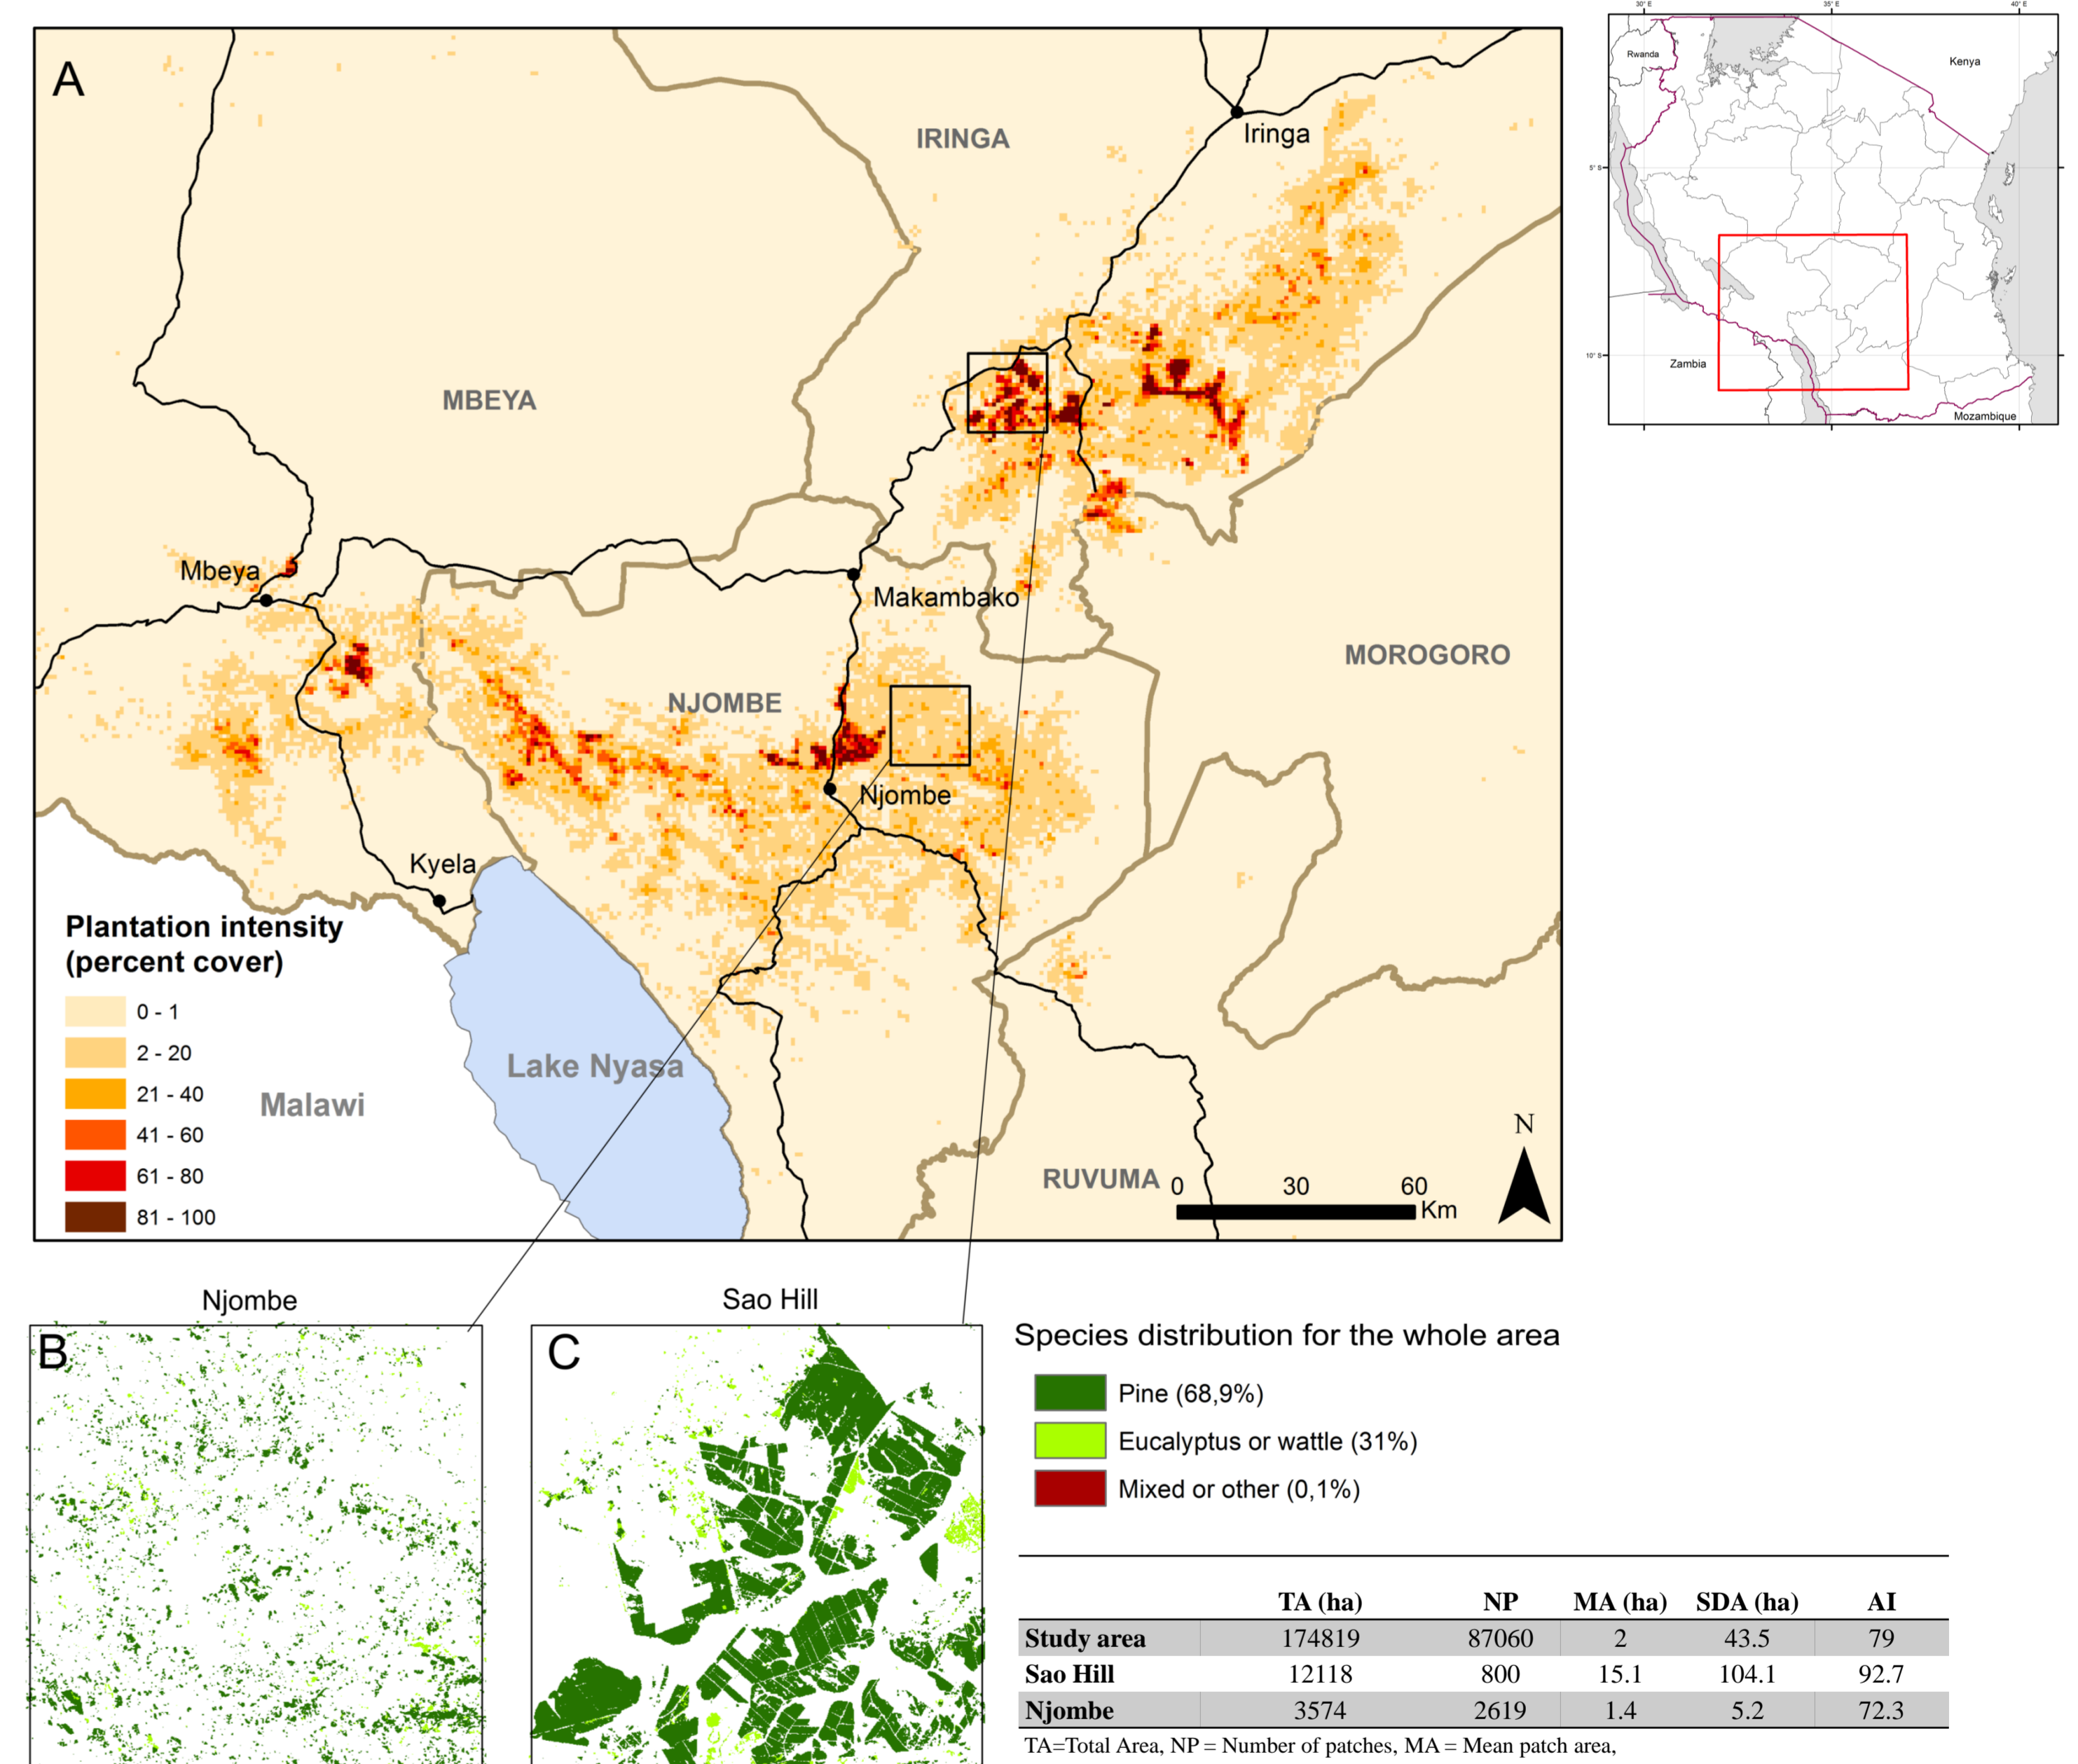 A
IRINGA
Iringa
MBEYA
Mbeya
Makambako
MOROGORO
NJOMBE
Njombe
Kyela
Plantation intensity
(percent cover)
0 - 1
2 - 20
21 - 40
41 - 60
61 - 80
81 - 100
Lake Nyasa
Malawi
RUVUMA
0 30 60
Km
N
30° E 35° E 40° E
Rwanda
Kenya
5° S
10° S
Zambia
Mozambique
Njombe
B
Sao Hill
C
Species distribution for the whole area
Pine (68,9%)
Eucalyptus or wattle (31%)
Mixed or other (0,1%)
TA (ha) NP MA (ha) SDA (ha) AI
Study area 174819 87060 2 43.5 79
Sao Hill 12118 800 15.1 104.1 92.7
Njombe 3574 2619 1.4 5.2 72.3
TA=Total Area, NP = Number of patches, MA = Mean patch area,